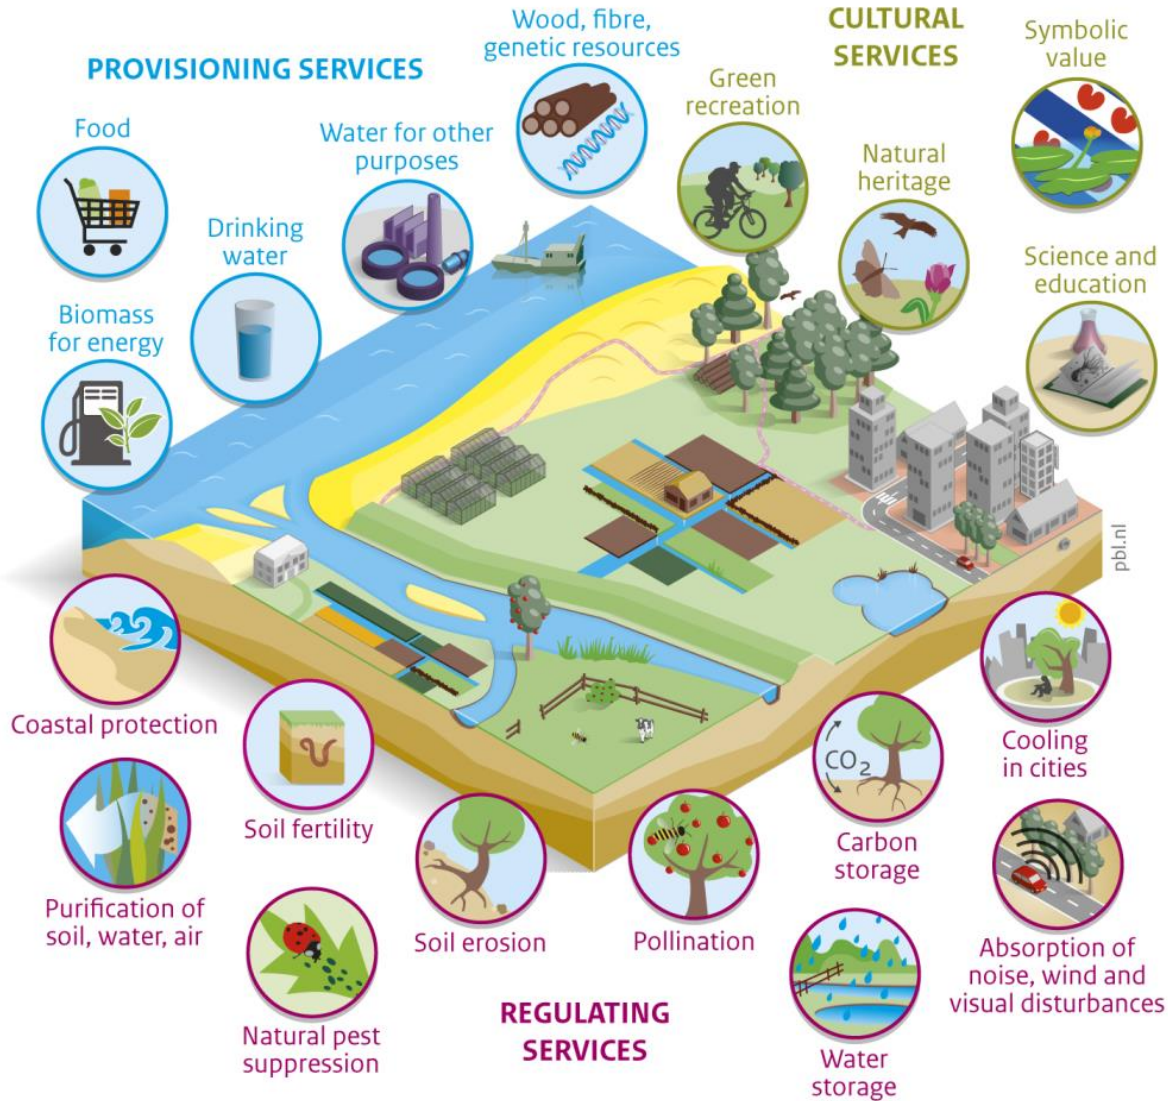 PROVISIONING SERVICES
Food
Biomass
for energy
Drinking
water
Water for other
purposes
Wood, fibre,
genetic resources
CULTURAL
SERVICES
Green
recreation
Natural
heritage
Symbolic
value
Science and
education
pbl.nl
Coastal protection
Purification of
soil, water, air
Soil fertility
Natural pest
suppression
Soil erosion
Pollination
CO2
Carbon
storage
Cooling
in cities
Absorption of
noise, wind and
visual disturbances
Water
storage
REGULATING
SERVICES